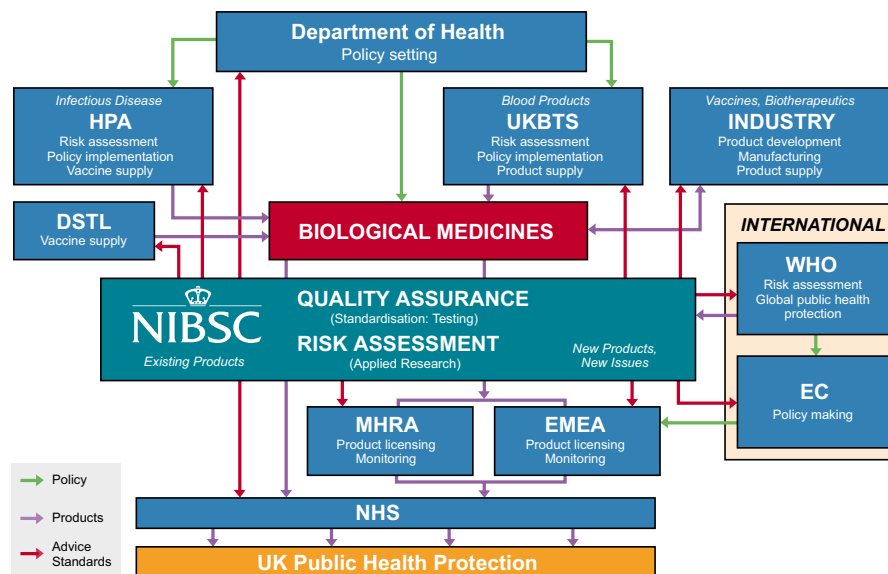 Department of Health
Policy setting
Infectious Disease
HPA
Risk assessment
Policy implementation
Vaccine supply
Blood Products
UKBTS
Risk assessment
Policy implementation
Product supply
Vaccines, Biotherapeutics
INDUSTRY
Product development
Manufacturing
Product supply
DSTL
Vaccine supply
BIOLOGICAL MEDICINES
INTERNATIONAL
WHO
Risk assessment
Global public health
protection
NIBSC
Existing Products
QUALITY ASSURANCE
(Standardisation: Testing)
RISK ASSESSMENT
(Applied Research)
New Products,
New Issues
EC
Policy making
MHRA
Product licensing
Monitoring
EMEA
Product licensing
Monitoring
Policy
Products
Advice
Standards
NHS
UK Public Health Protection